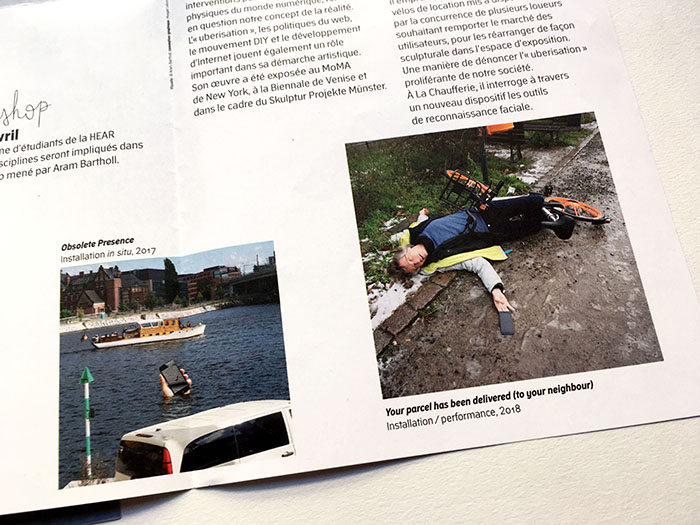 shop
vril
ne d'étudiants de la HEAR
sciplines seront impliqués dans
p mené par Aram Bartholl.
physiques du monde numérique,
en question notre concept de la réalité.
L'« uberisation », les politiques du web,
le mouvement DIY et le développement
d'Internet jouent également un rôle
important dans sa démarche artistique.
Son œuvre a été exposée au MoMA
de New York, à la Biennale de Venise et
dans le cadre du Skulptur Projekte Münster.
vélos de location mis à
par la concurrence de plusieurs loueurs
souhaitant remporter le marché des
utilisateurs, pour les réarranger de façon
sculpturale dans l'espace d'exposition.
Une manière de dénoncer l'« uberisation »
proliférante de notre société.
À La Chaufferie, il interroge à travers
un nouveau dispositif les outils
de reconnaissance faciale.
Obsolete Presence
Installation in situ, 2017
Your parcel has been delivered (to your neighbour)
Installation / performance, 2018